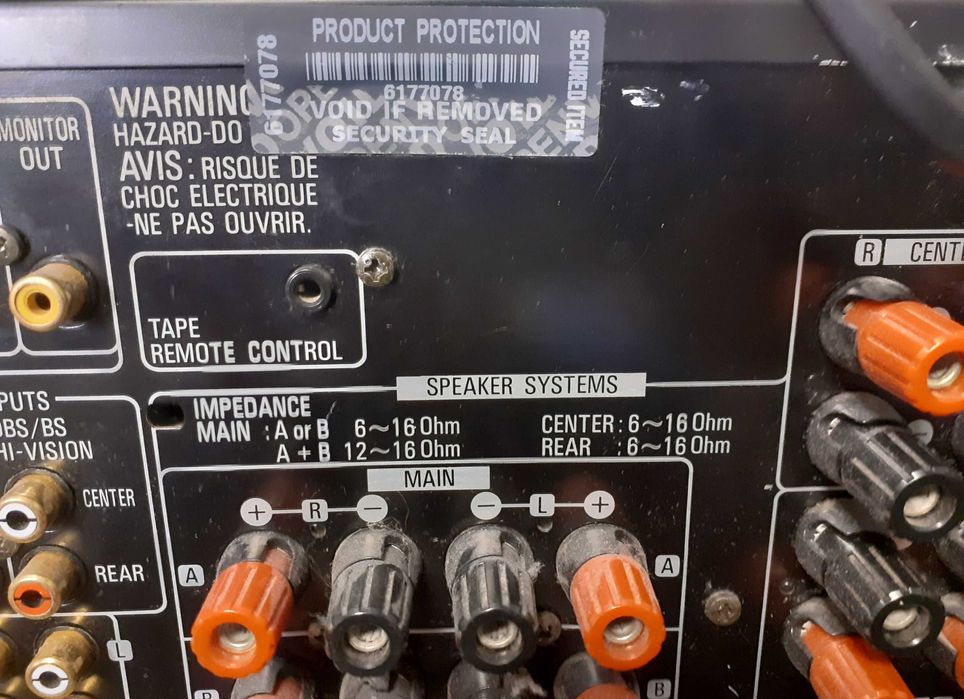 PRODUCT PROTECTION
6177078
6177078
VOID IF REMOVED
SECURITY SEAL
SECURED ITEM
WARNING
HAZARD-DO
AVIS : RISQUE DE
CHOC ELECTRIQUE
-NE PAS OUVRIR.
MONITOR
OUT
TAPE
REMOTE CONTROL
SPEAKER SYSTEMS
IMPEDANCE
MAIN : A or B 6~16 Ohm
A + B 12~16 Ohm
CENTER : 6~16 Ohm
REAR : 6~16 Ohm
MAIN
+ R − − L +
A
A
B
B
R
CENTE
PUTS
DBS/BS
HI-VISION
CENTER
REAR
L